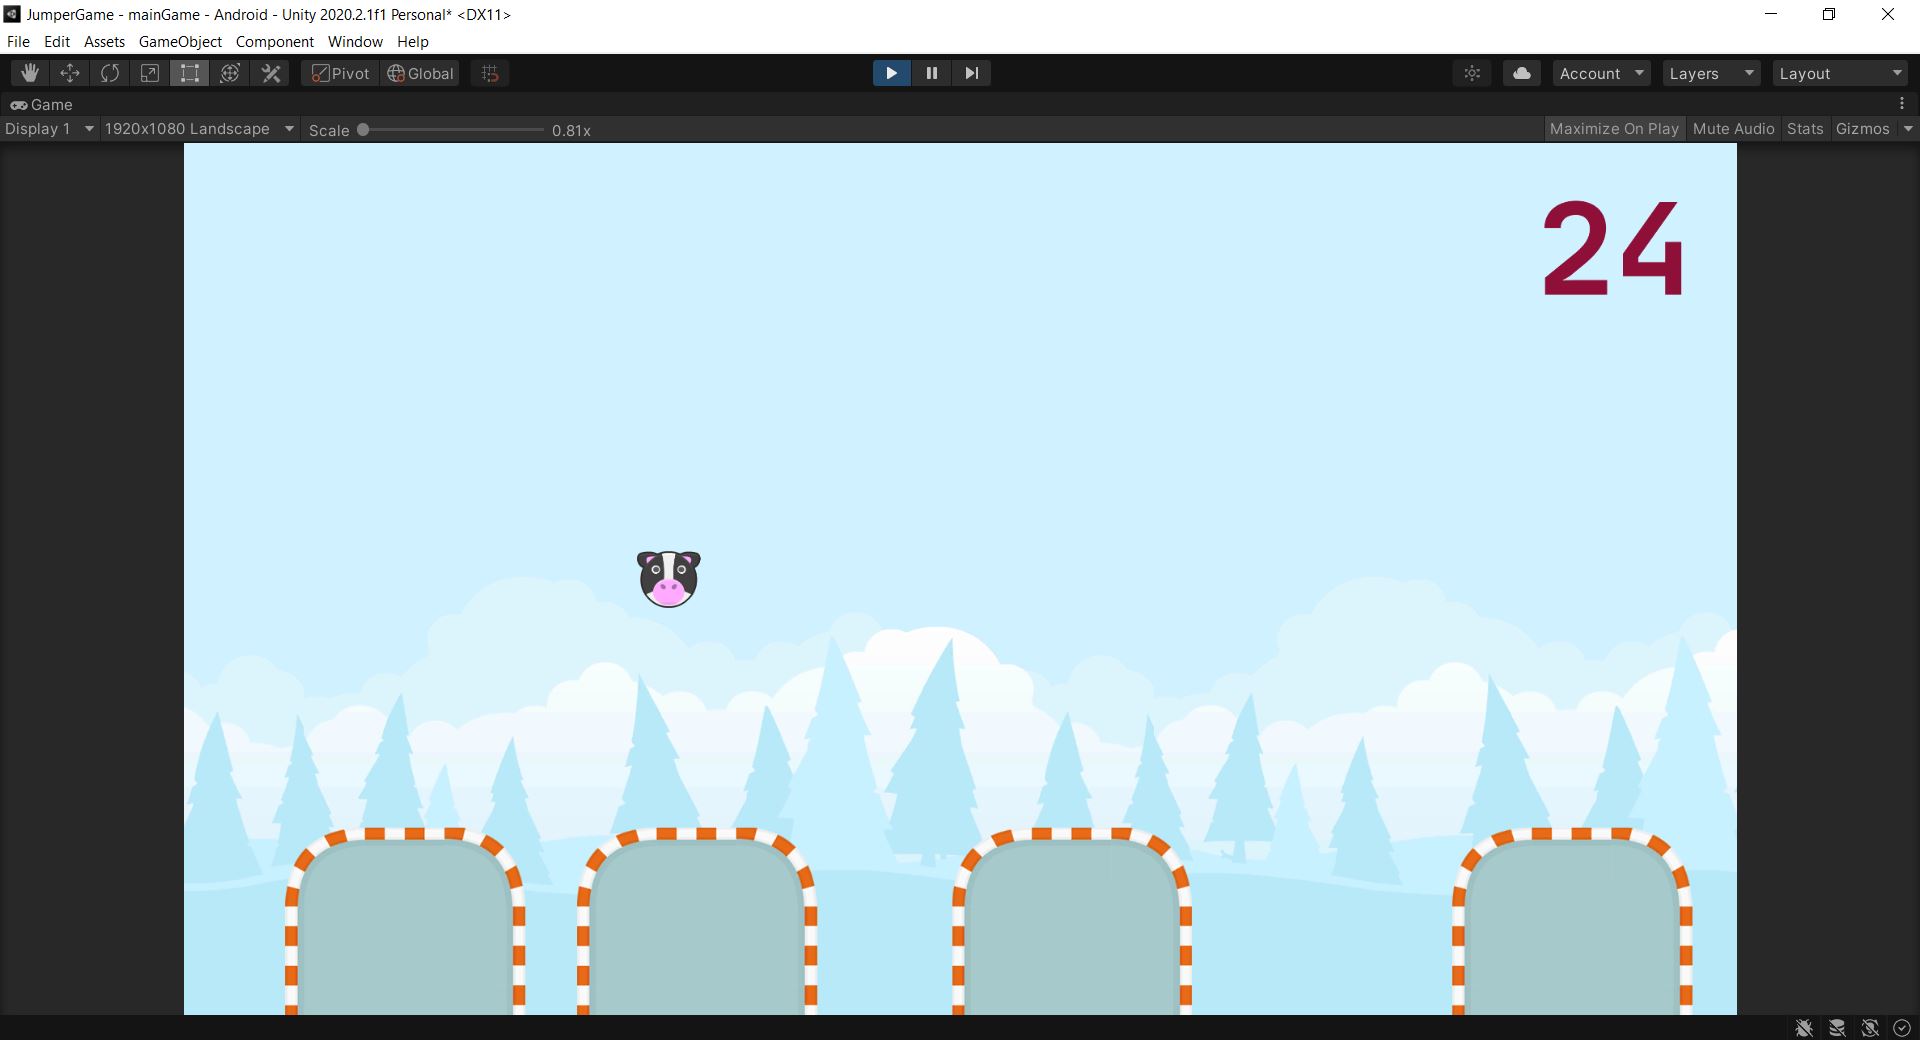 JumperGame - mainGame - Android - Unity 2020.2.1f1 Personal* <DX11>
File Edit Assets GameObject Component Window Help
Pivot Global Account Layers Layout
Game
Display 1 1920x1080 Landscape Scale 0.81x Maximize On Play Mute Audio Stats Gizmos
24